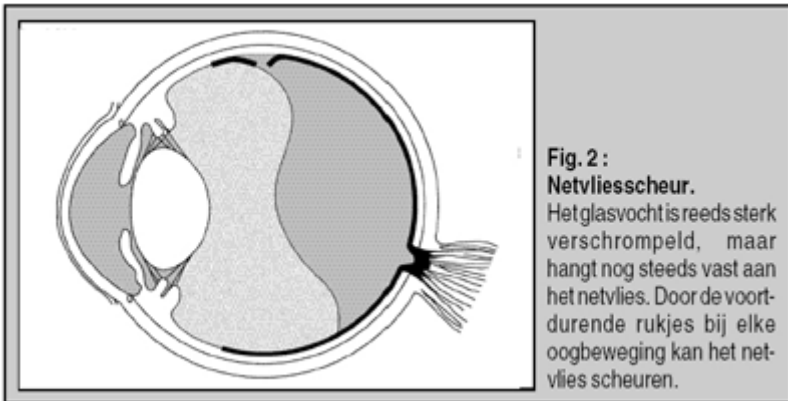 Fig. 2 :
Netvliesscheur.
Het glasvocht is reeds sterk
verschrompeld, maar
hangt nog steeds vast aan
het netvlies. Door de voort-
durende rukjes bij elke
oogbeweging kan het net-
vlies scheuren.